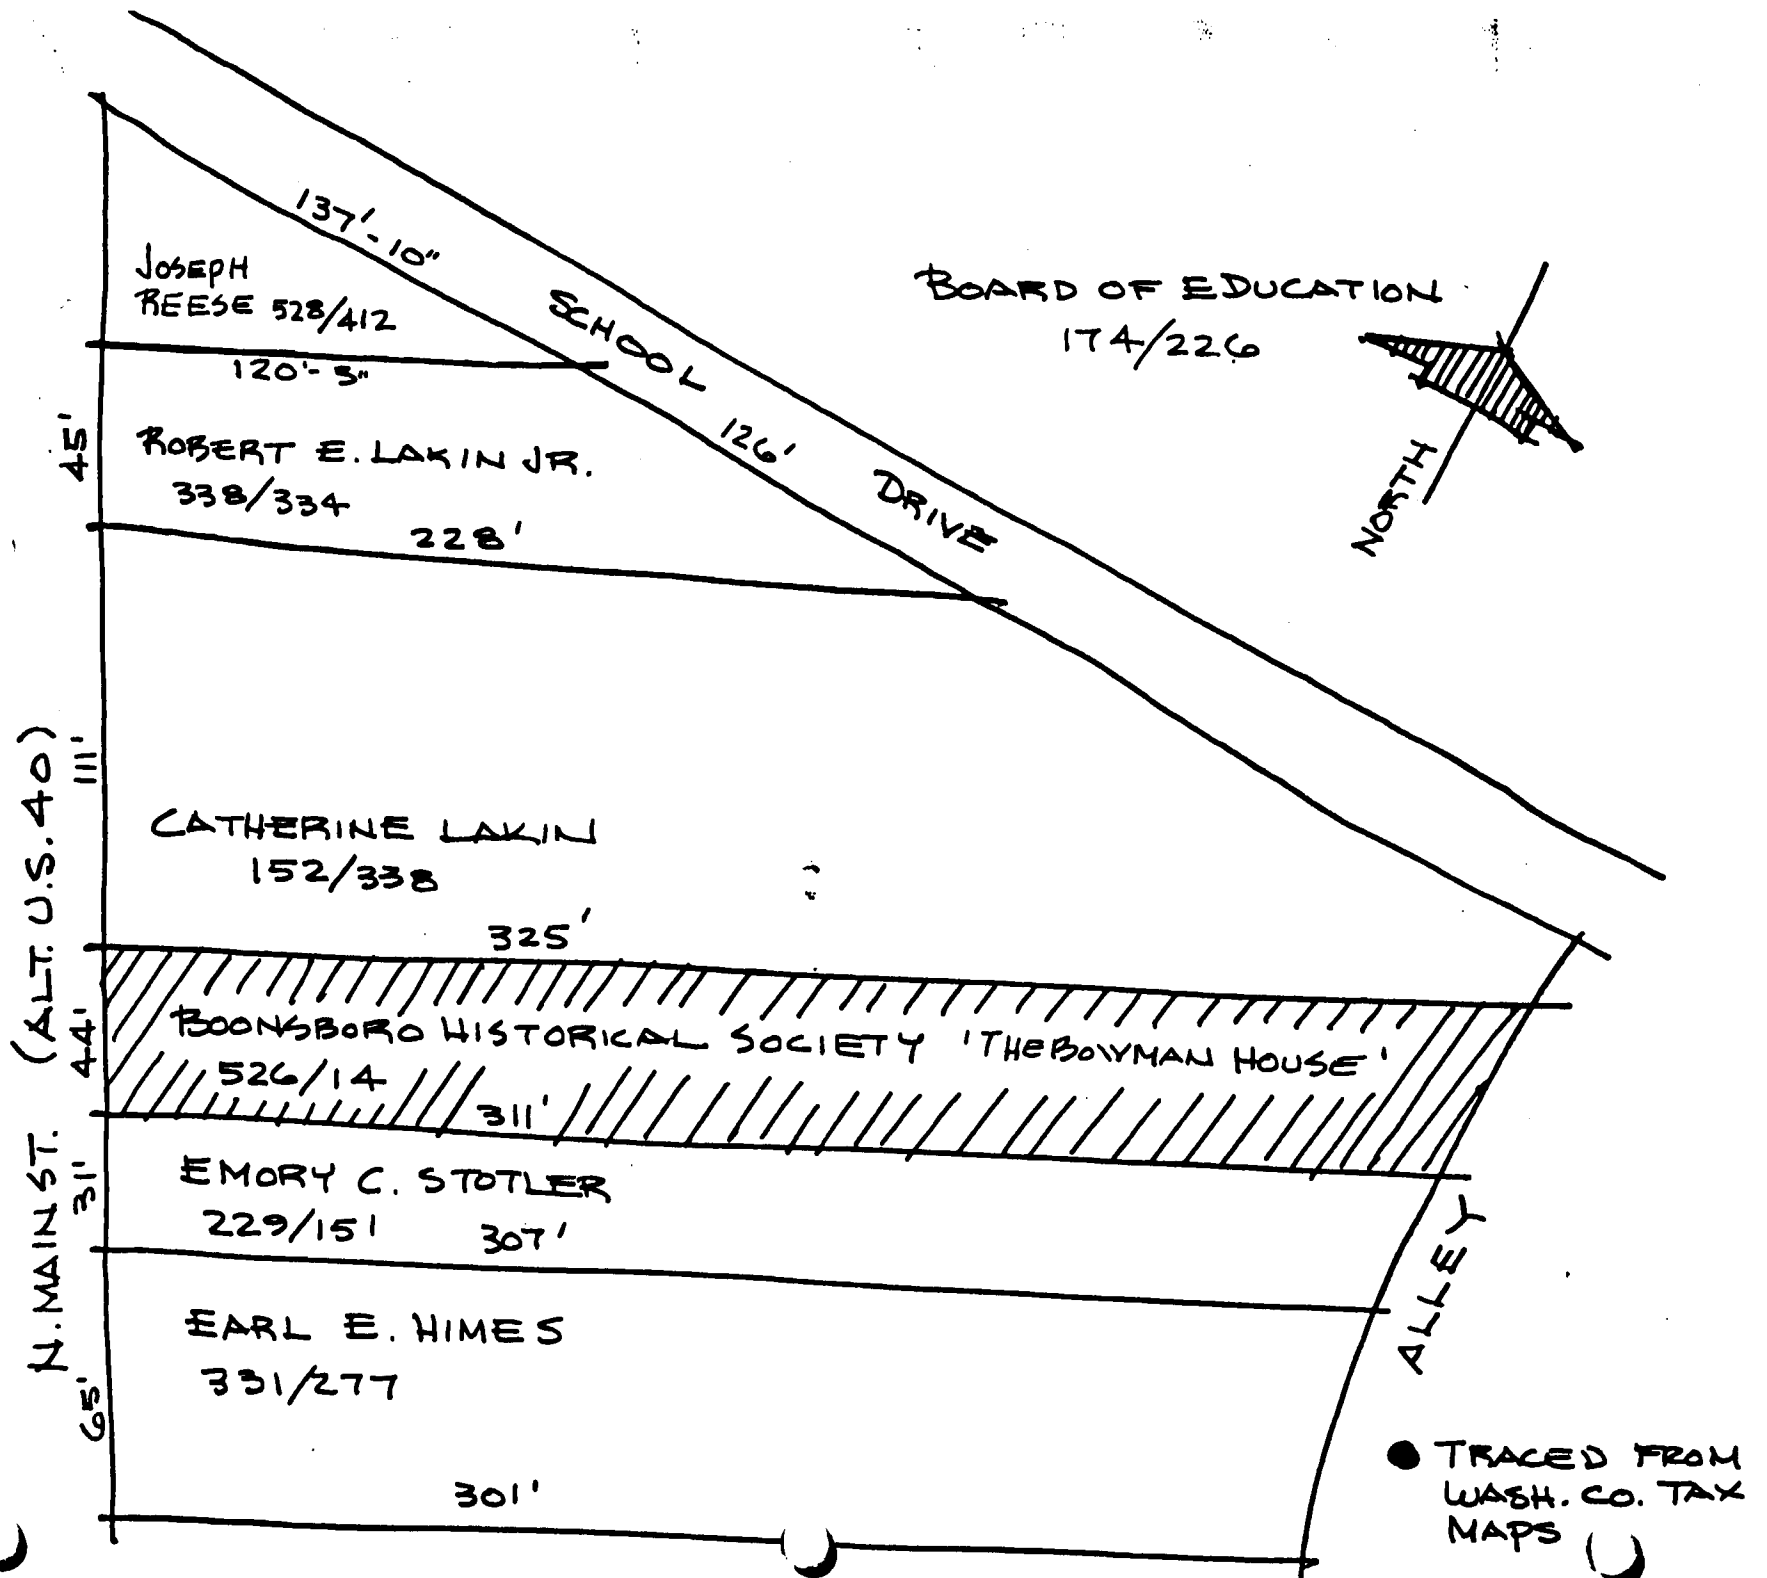 137'-10"
JOSEPH
REESE 528/412
120'-3"
SCHOOL DRIVE
BOARD OF EDUCATION
174/226
NORTH
45'
ROBERT E. LAKIN JR.
338/334
126'
228'
111'
CATHERINE LAKIN
152/338
325'
N. MAIN ST. (ALT. U.S. 40)
44'
BOONSBORO HISTORICAL SOCIETY 'THE BOWMAN HOUSE'
526/14
311'
31'
EMORY C. STOTLER
229/151
307'
ALLEY
EARL E. HIMES
331/277
65'
301'
● TRACED FROM
WASH. CO. TAX
MAPS